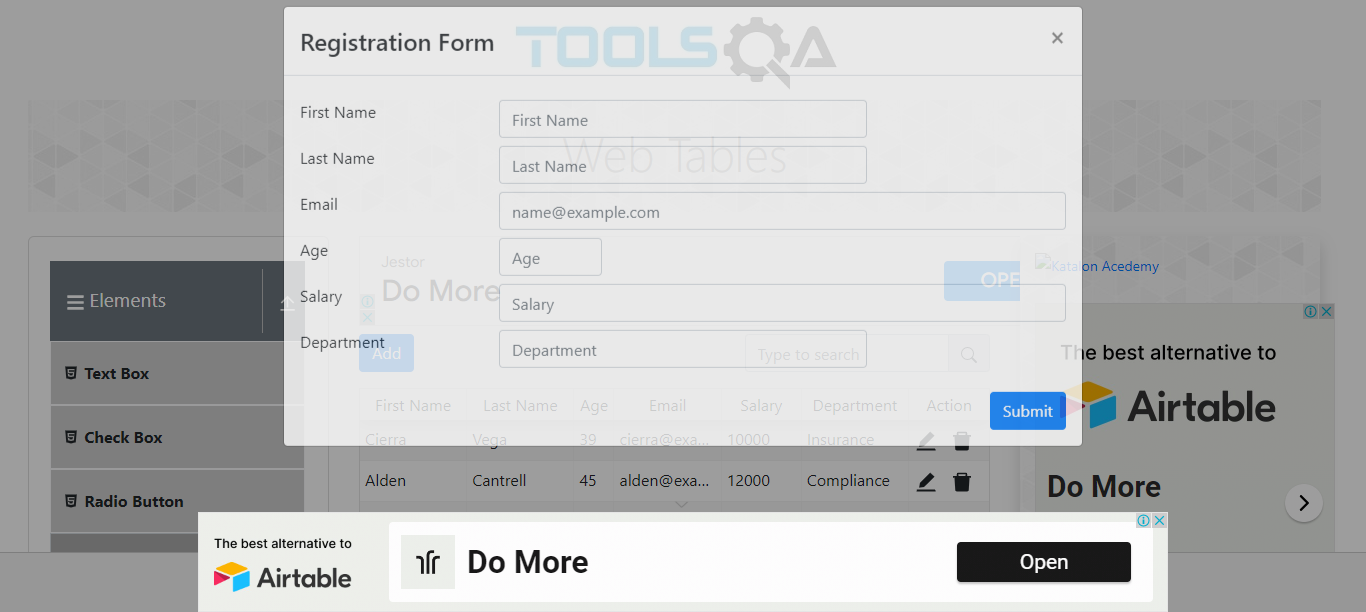 Registration Form
×
TOOLSQA
First Name
First Name
Web Tables
Last Name
Last Name
Email
name@example.com
Age
Age
Salary
Salary
Department
Department
Submit
Elements
Text Box
Check Box
Radio Button
Jestor
Do More
OPE
Add
Type to search
First Name Last Name Age Email Salary Department Action
Cierra Vega 39 cierra@exa... 10000 Insurance
Alden Cantrell 45 alden@exa... 12000 Compliance
Katalon Acedemy
The best alternative to
Airtable
Do More
The best alternative to
Airtable
Do More
Open